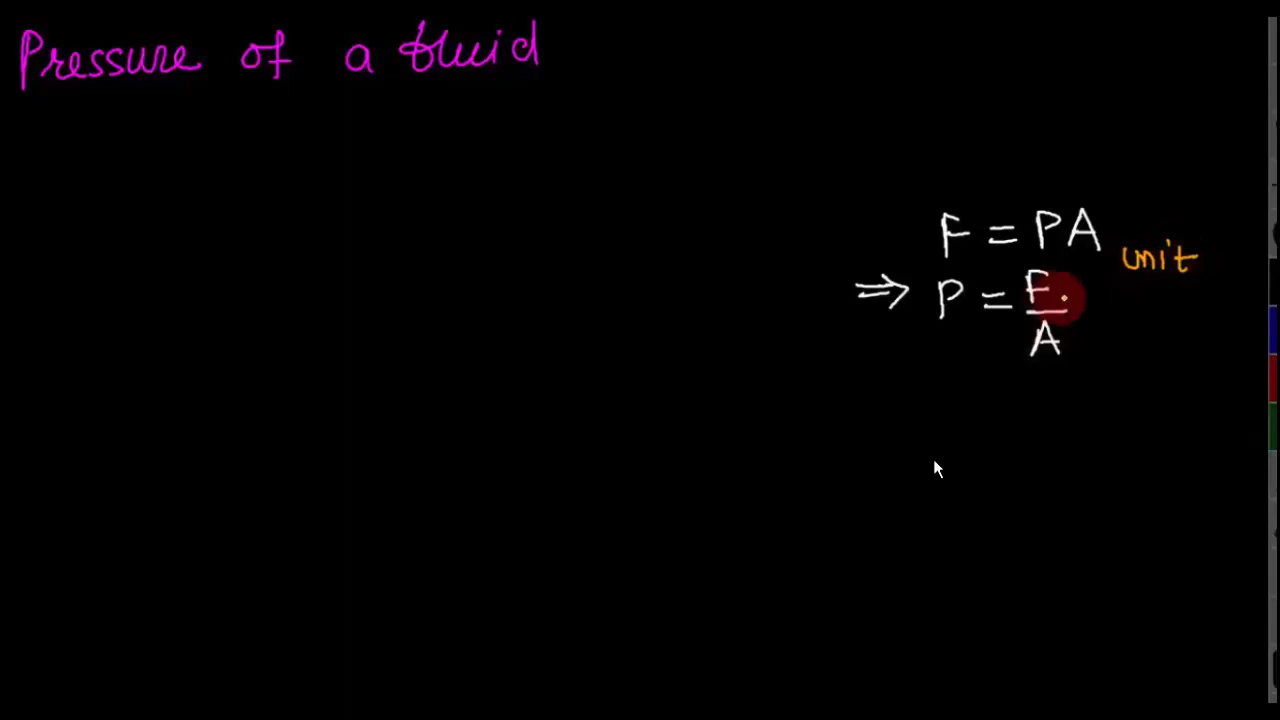 Pressure of a fluid
F = PA
unit
⇒ P = F/A